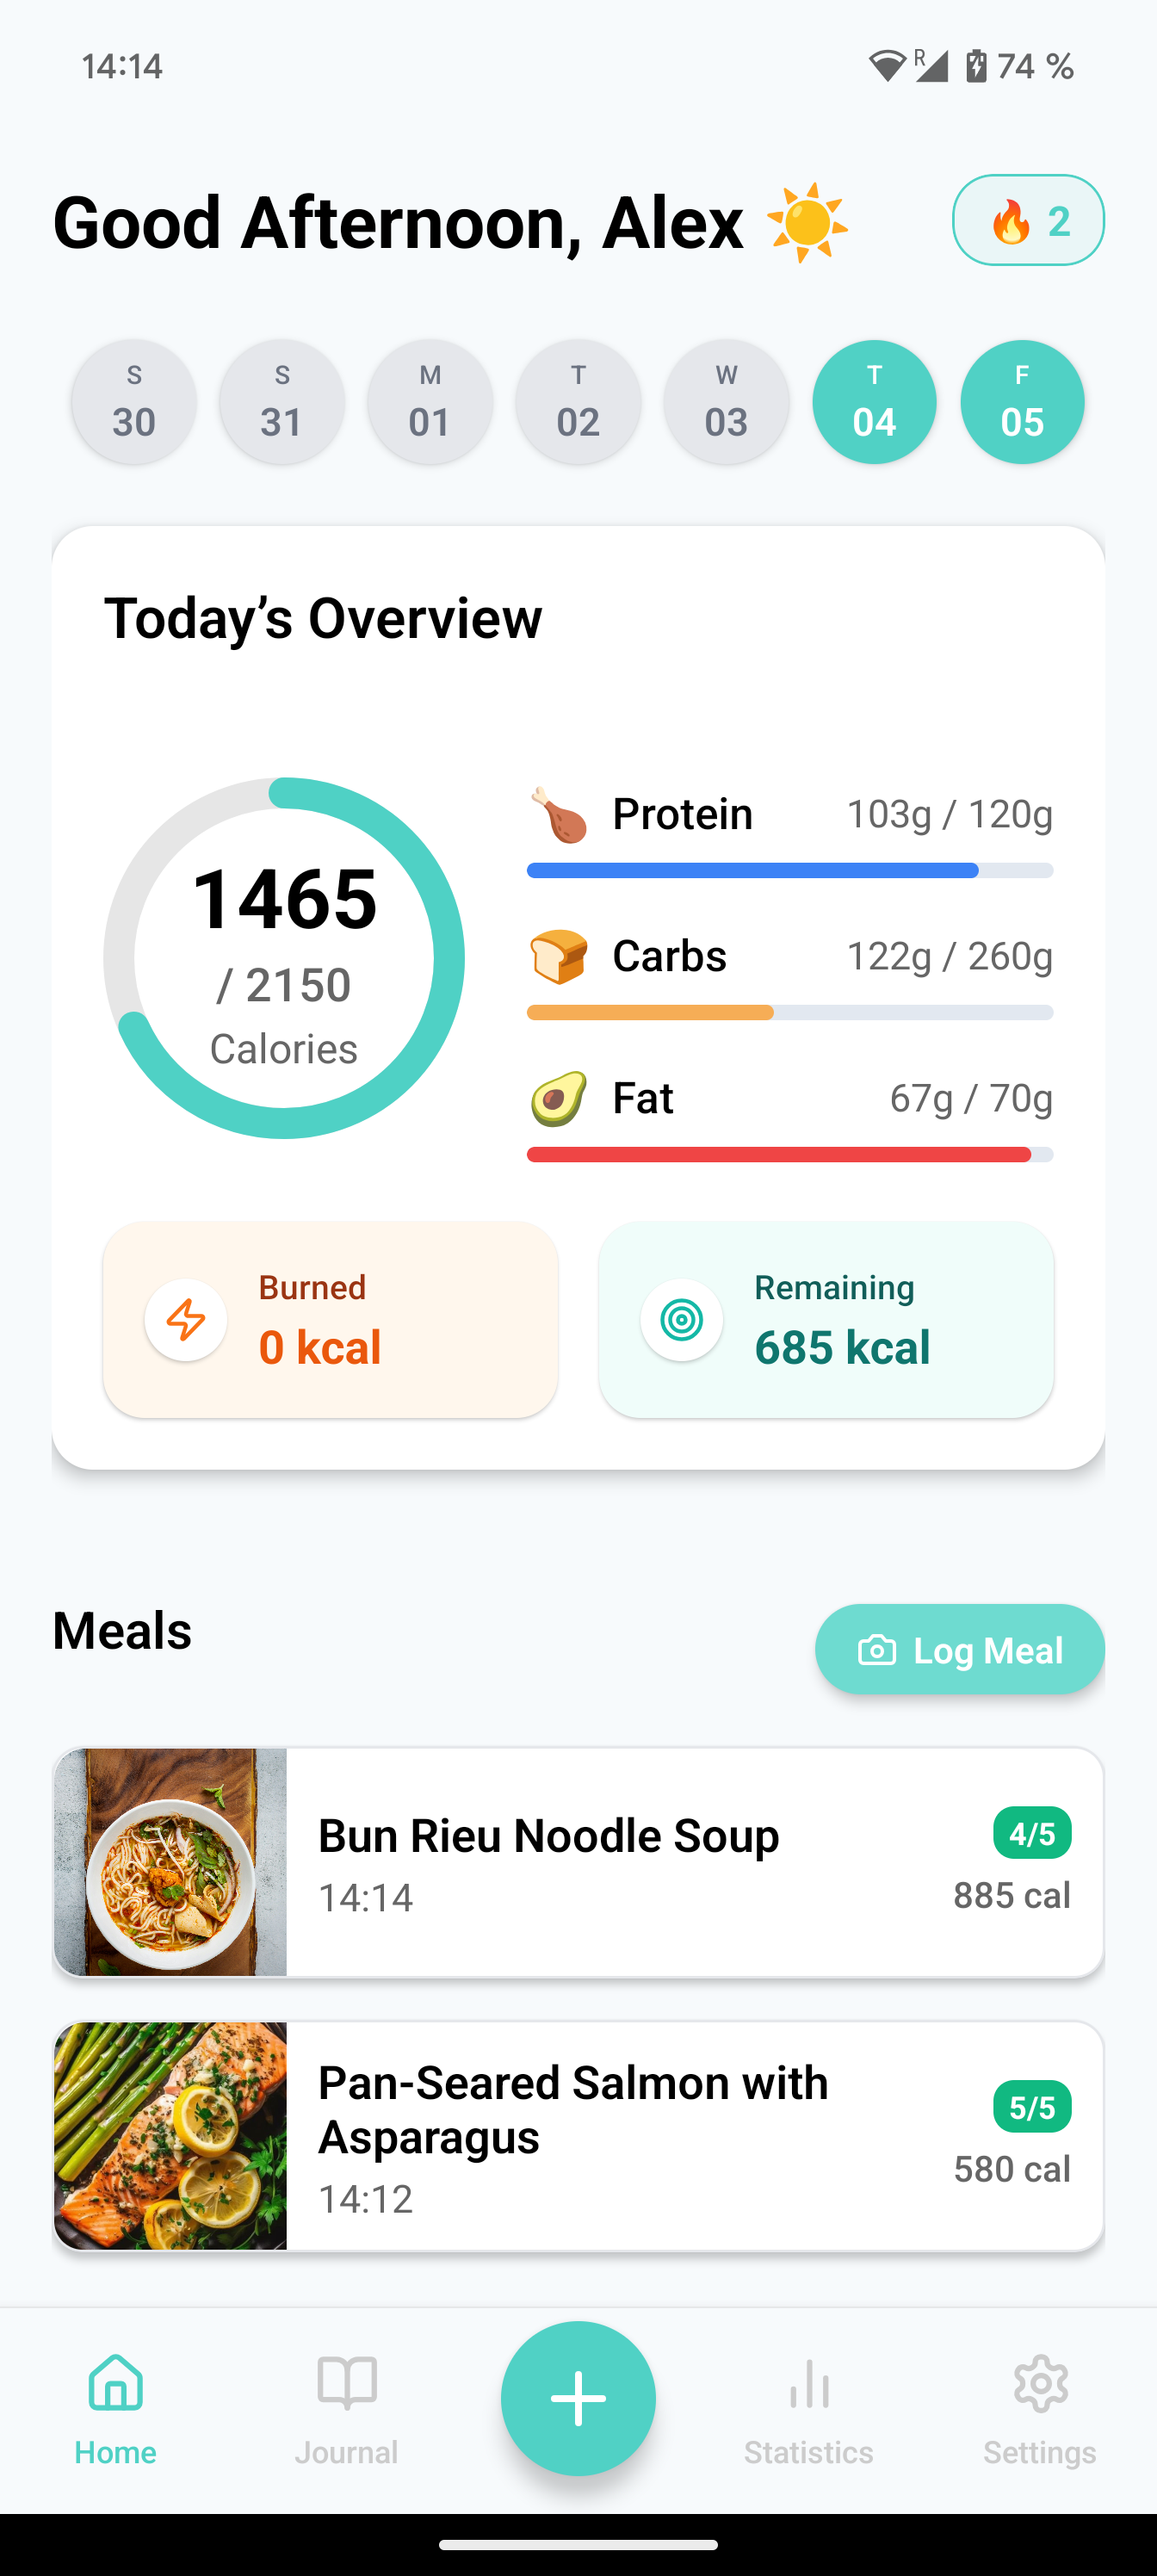 14:14
R
74 %
Good Afternoon, Alex ☀️
🔥 2
S S M T W T F
30 31 01 02 03 04 05
Today’s Overview
1465
/ 2150
Calories
Protein 103g / 120g
Carbs 122g / 260g
Fat 67g / 70g
Burned
0 kcal
Remaining
685 kcal
Meals
Log Meal
Bun Rieu Noodle Soup
14:14
4/5
885 cal
Pan-Seared Salmon with
Asparagus
14:12
5/5
580 cal
Home
Journal
Statistics
Settings